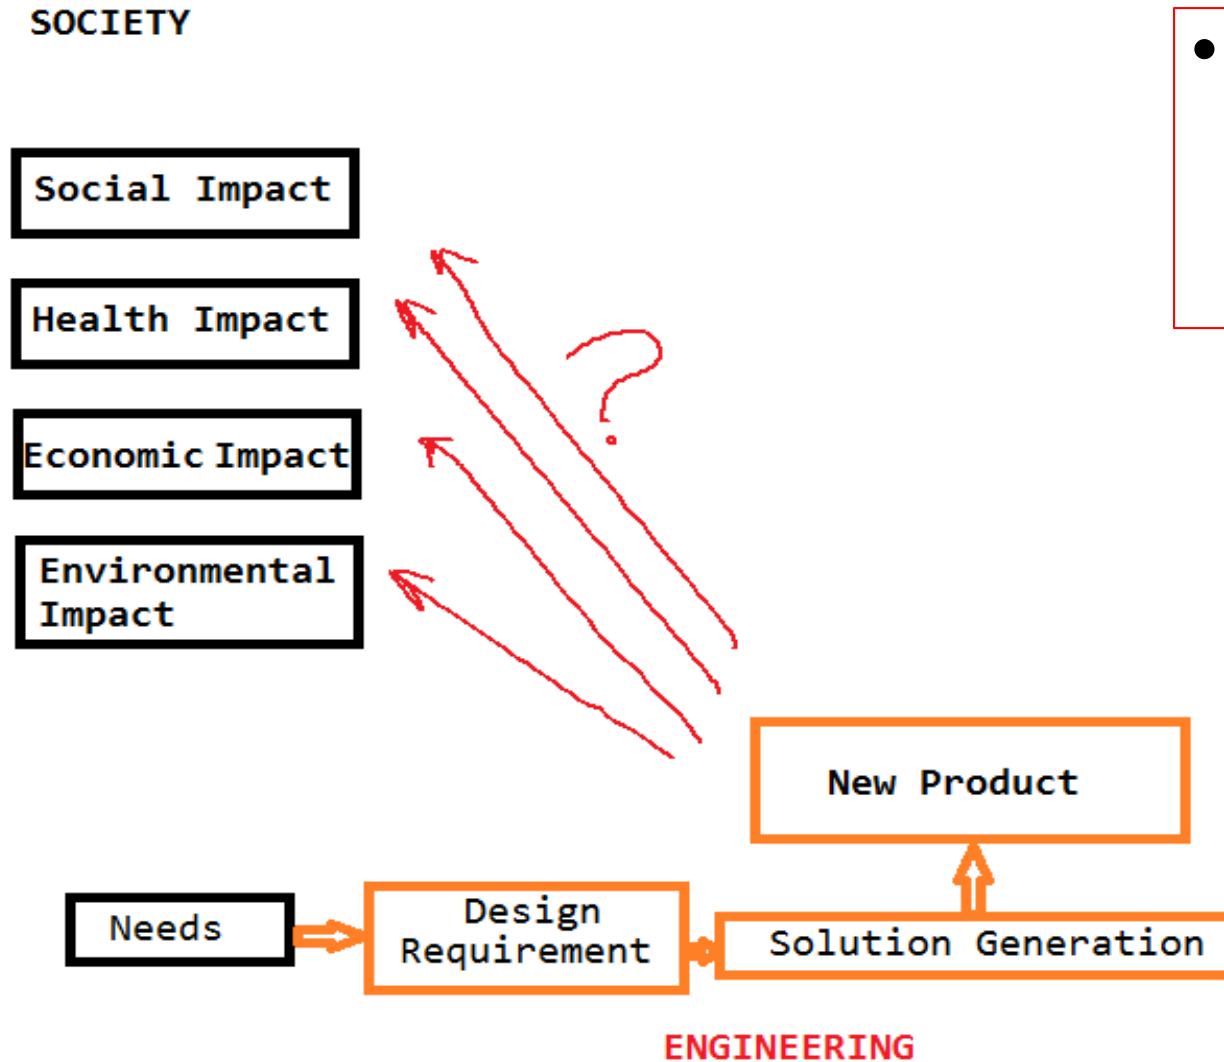 SOCIETY
•
Social Impact
Health Impact
Economic Impact
Environmental
Impact
?
New Product
Needs
Design
Requirement
Solution Generation
ENGINEERING